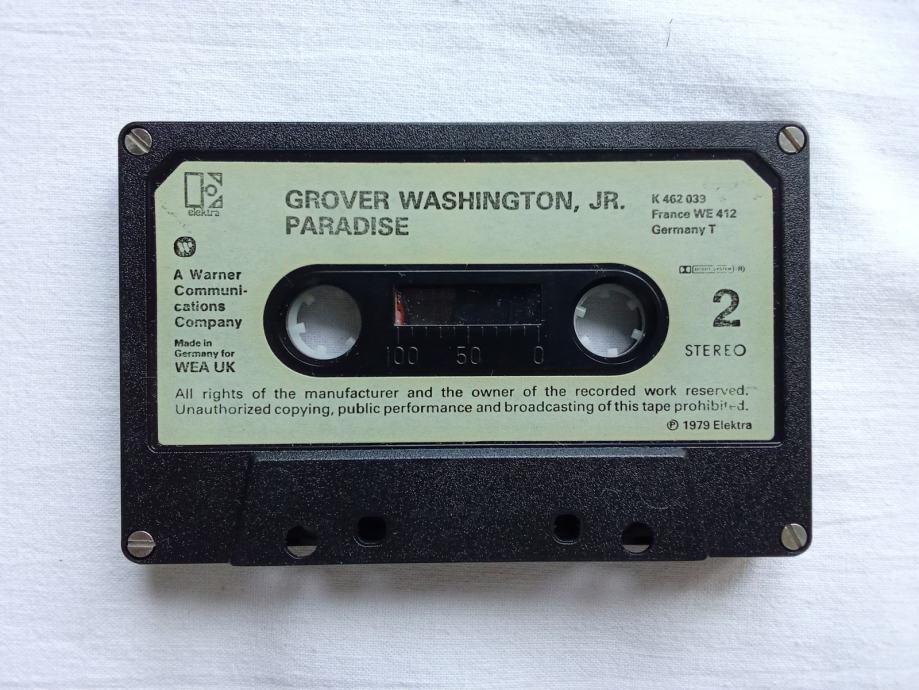 elektra
GROVER WASHINGTON, JR.
PARADISE
K 462 033
France WE 412
Germany T
A Warner
Communi-
cations
Company
Made in
Germany for
WEA UK
DOLBY SYSTEM
2
STEREO
100 50 0
All rights of the manufacturer and the owner of the recorded work reserved.
Unauthorized copying, public performance and broadcasting of this tape prohibited.
℗ 1979 Elektra